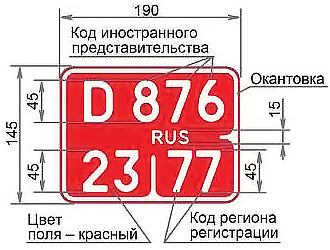 190
Код иностранного
представительства
Окантовка
45
145
D 876
15
RUS
45
23 77
45
Цвет
поля – красный
Код региона
регистрации